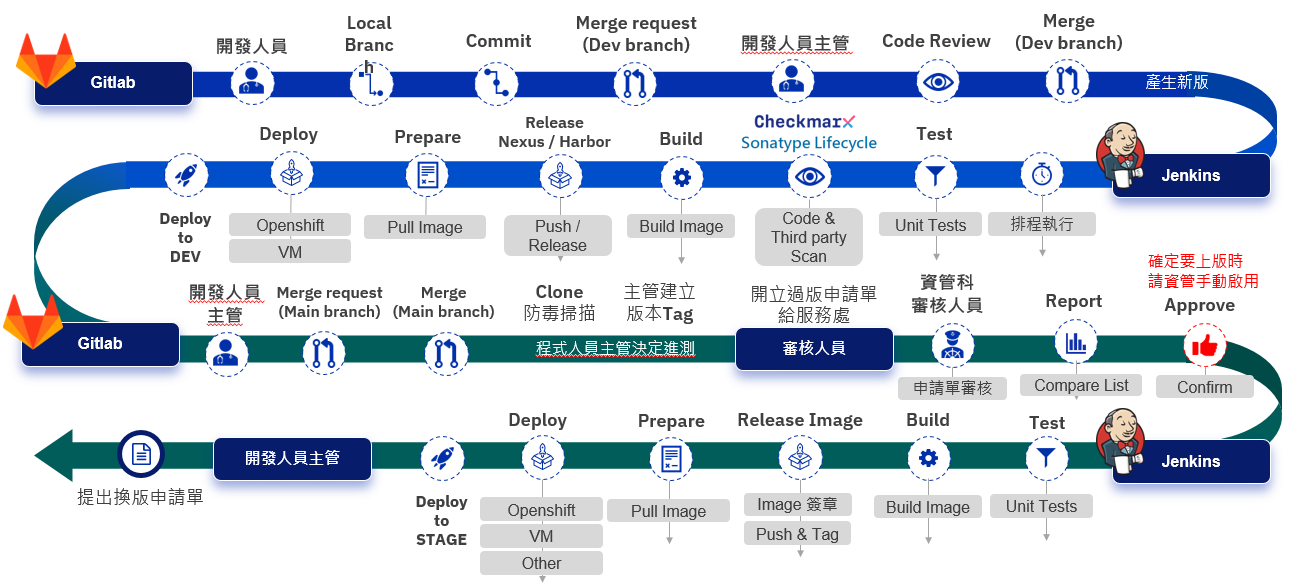 Gitlab
開發人員
Local
Branc
h
Commit
Merge request
(Dev branch)
開發人員主管
Code Review
Merge
(Dev branch)
產生新版
Jenkins
排程執行
Test
Unit Tests
Checkmarx
Sonatype Lifecycle
Code &
Third party
Scan
Build
Build Image
Release
Nexus / Harbor
Push /
Release
Prepare
Pull Image
Deploy
Openshift
VM
Deploy
to
DEV
Gitlab
開發人員
主管
Merge request
(Main branch)
Merge
(Main branch)
Clone
防毒掃描
主管建立
版本Tag
程式人員主管決定進測
開立過版申請單
給服務處
審核人員
資管科
審核人員
申請單審核
Report
Compare List
確定要上版時
請資管手動啟用
Approve
Confirm
Jenkins
Test
Unit Tests
Build
Build Image
Release Image
Image 簽章
Push & Tag
Prepare
Pull Image
Deploy
Openshift
VM
Other
Deploy
to
STAGE
開發人員主管
提出換版申請單